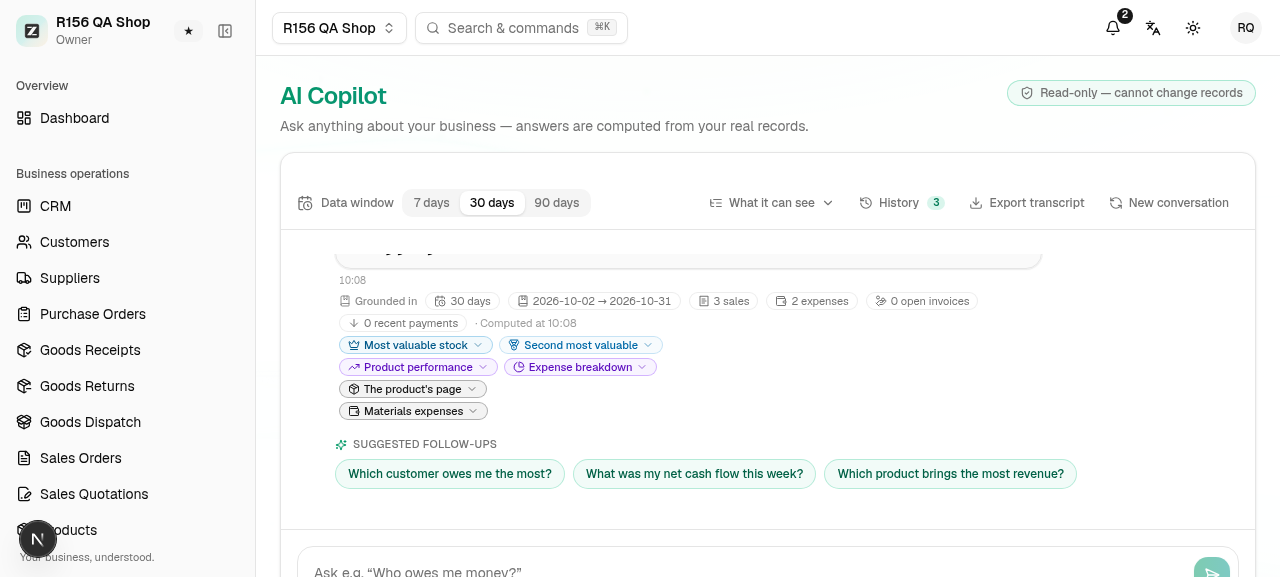 R156 QA Shop
Owner
R156 QA Shop
Search & commands
⌘K
2
RQ
Overview
Dashboard
Business operations
CRM
Customers
Suppliers
Purchase Orders
Goods Receipts
Goods Returns
Goods Dispatch
Sales Orders
Sales Quotations
N
Your business, understood.
AI Copilot
Read-only — cannot change records
Ask anything about your business — answers are computed from your real records.
Data window
7 days
30 days
90 days
What it can see
History
3
Export transcript
New conversation
10:08
Grounded in
30 days
2026-10-02 → 2026-10-31
3 sales
2 expenses
0 open invoices
0 recent payments
· Computed at 10:08
Most valuable stock
Second most valuable
Product performance
Expense breakdown
The product's page
Materials expenses
SUGGESTED FOLLOW-UPS
Which customer owes me the most?
What was my net cash flow this week?
Which product brings the most revenue?
Ask e.g. “Who owes me money?”